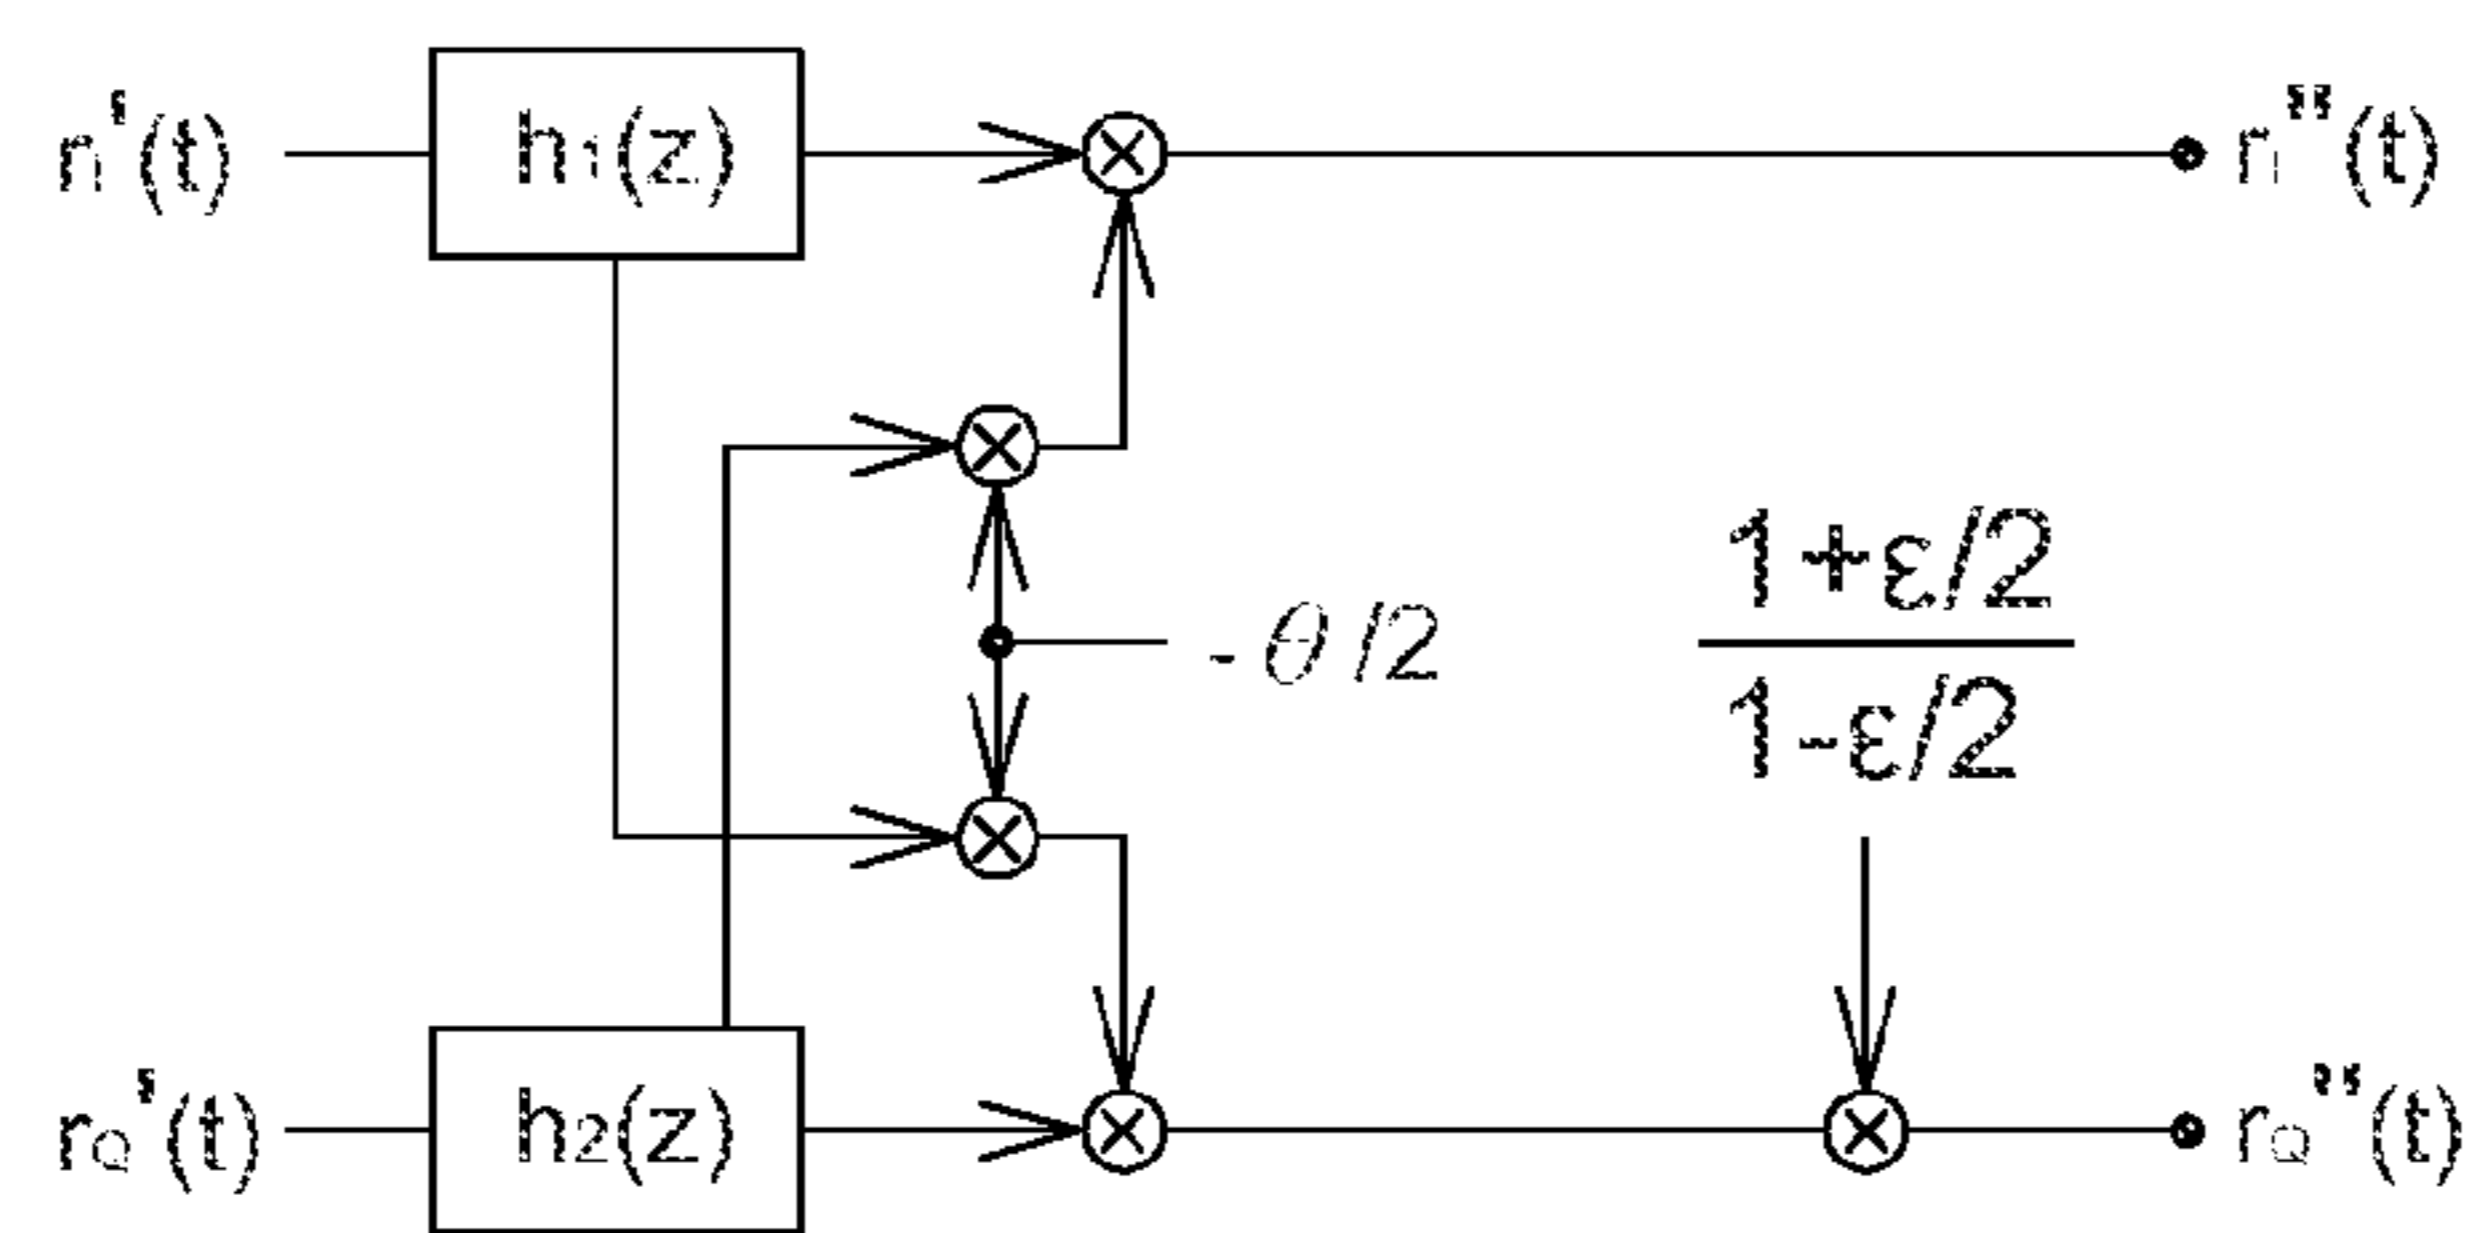 rI'(t)
h1(z)
rI''(t)
-θ/2
1+ε/2
1-ε/2
rQ'(t)
h2(z)
rQ''(t)